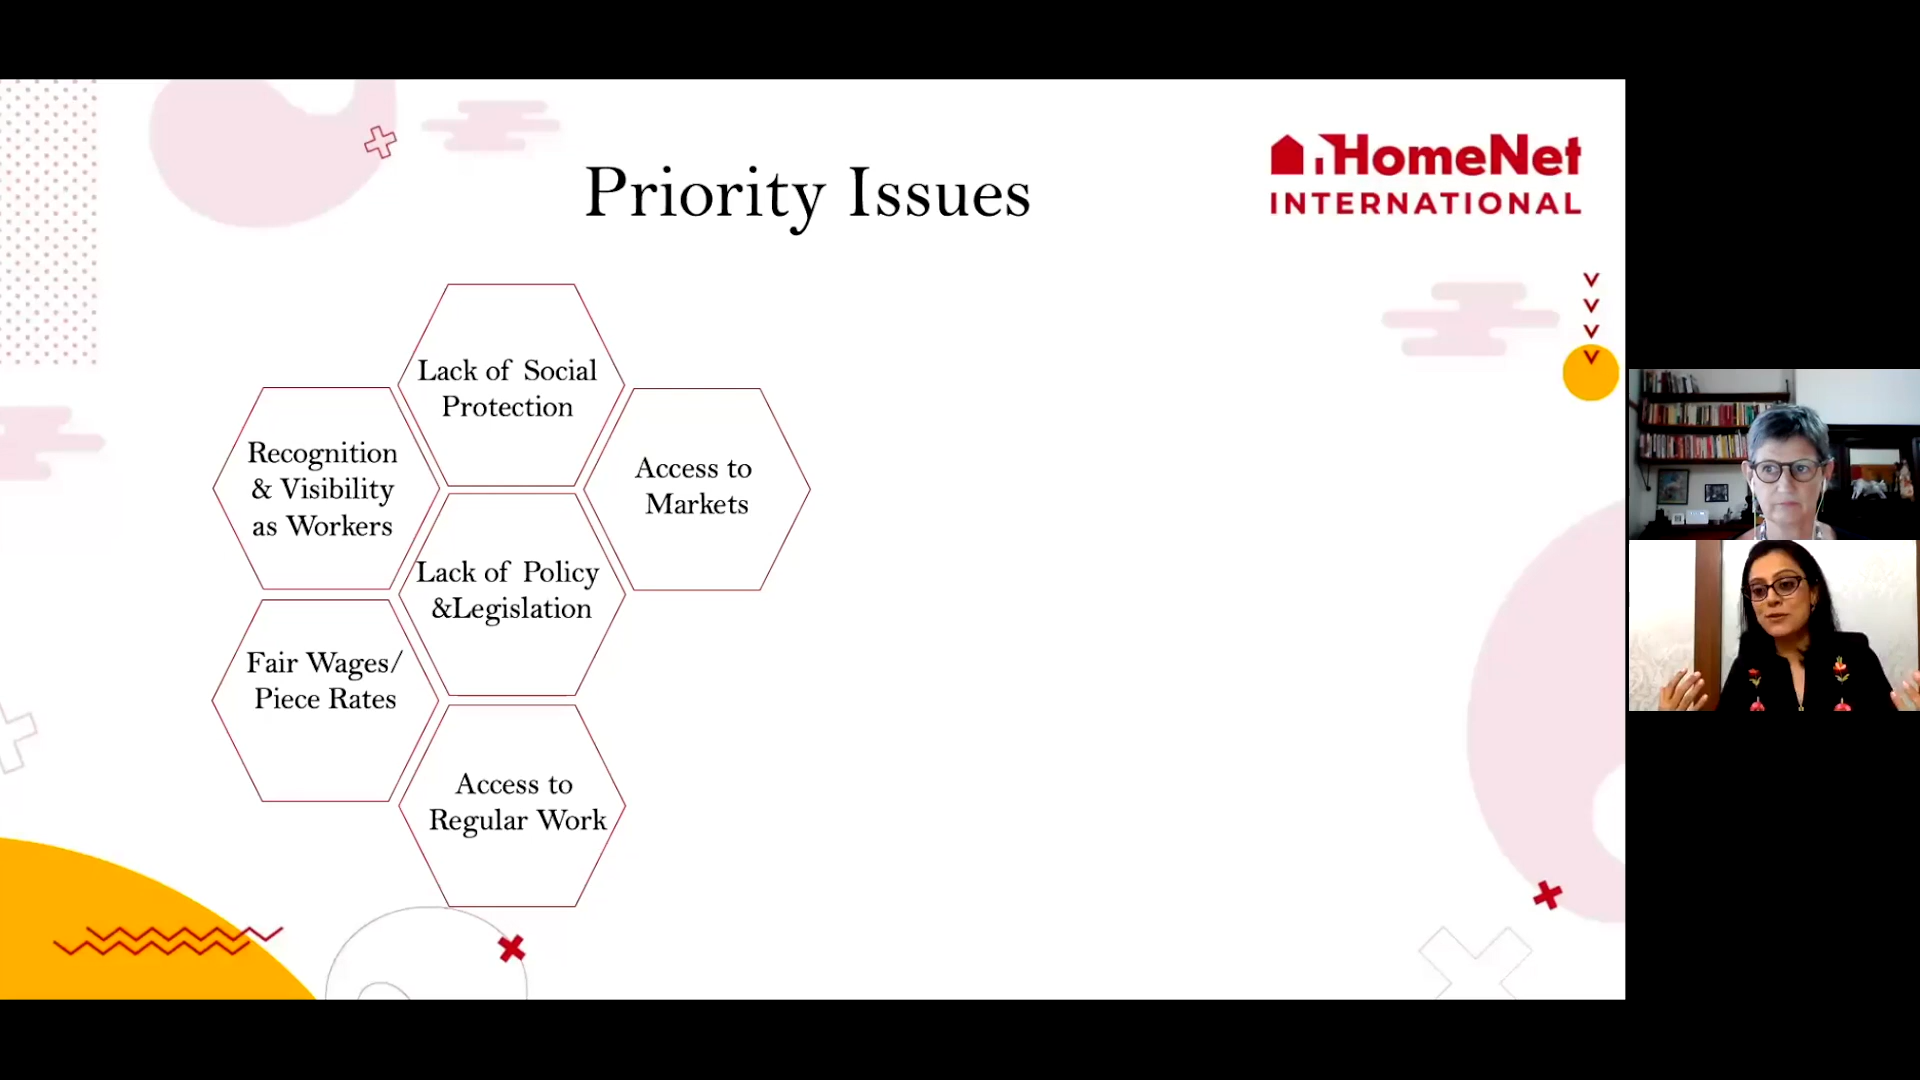 Priority Issues
HomeNet
INTERNATIONAL
Lack of Social
Protection
Recognition
& Visibility
as Workers
Access to
Markets
Lack of Policy
&Legislation
Fair Wages/
Piece Rates
Access to
Regular Work